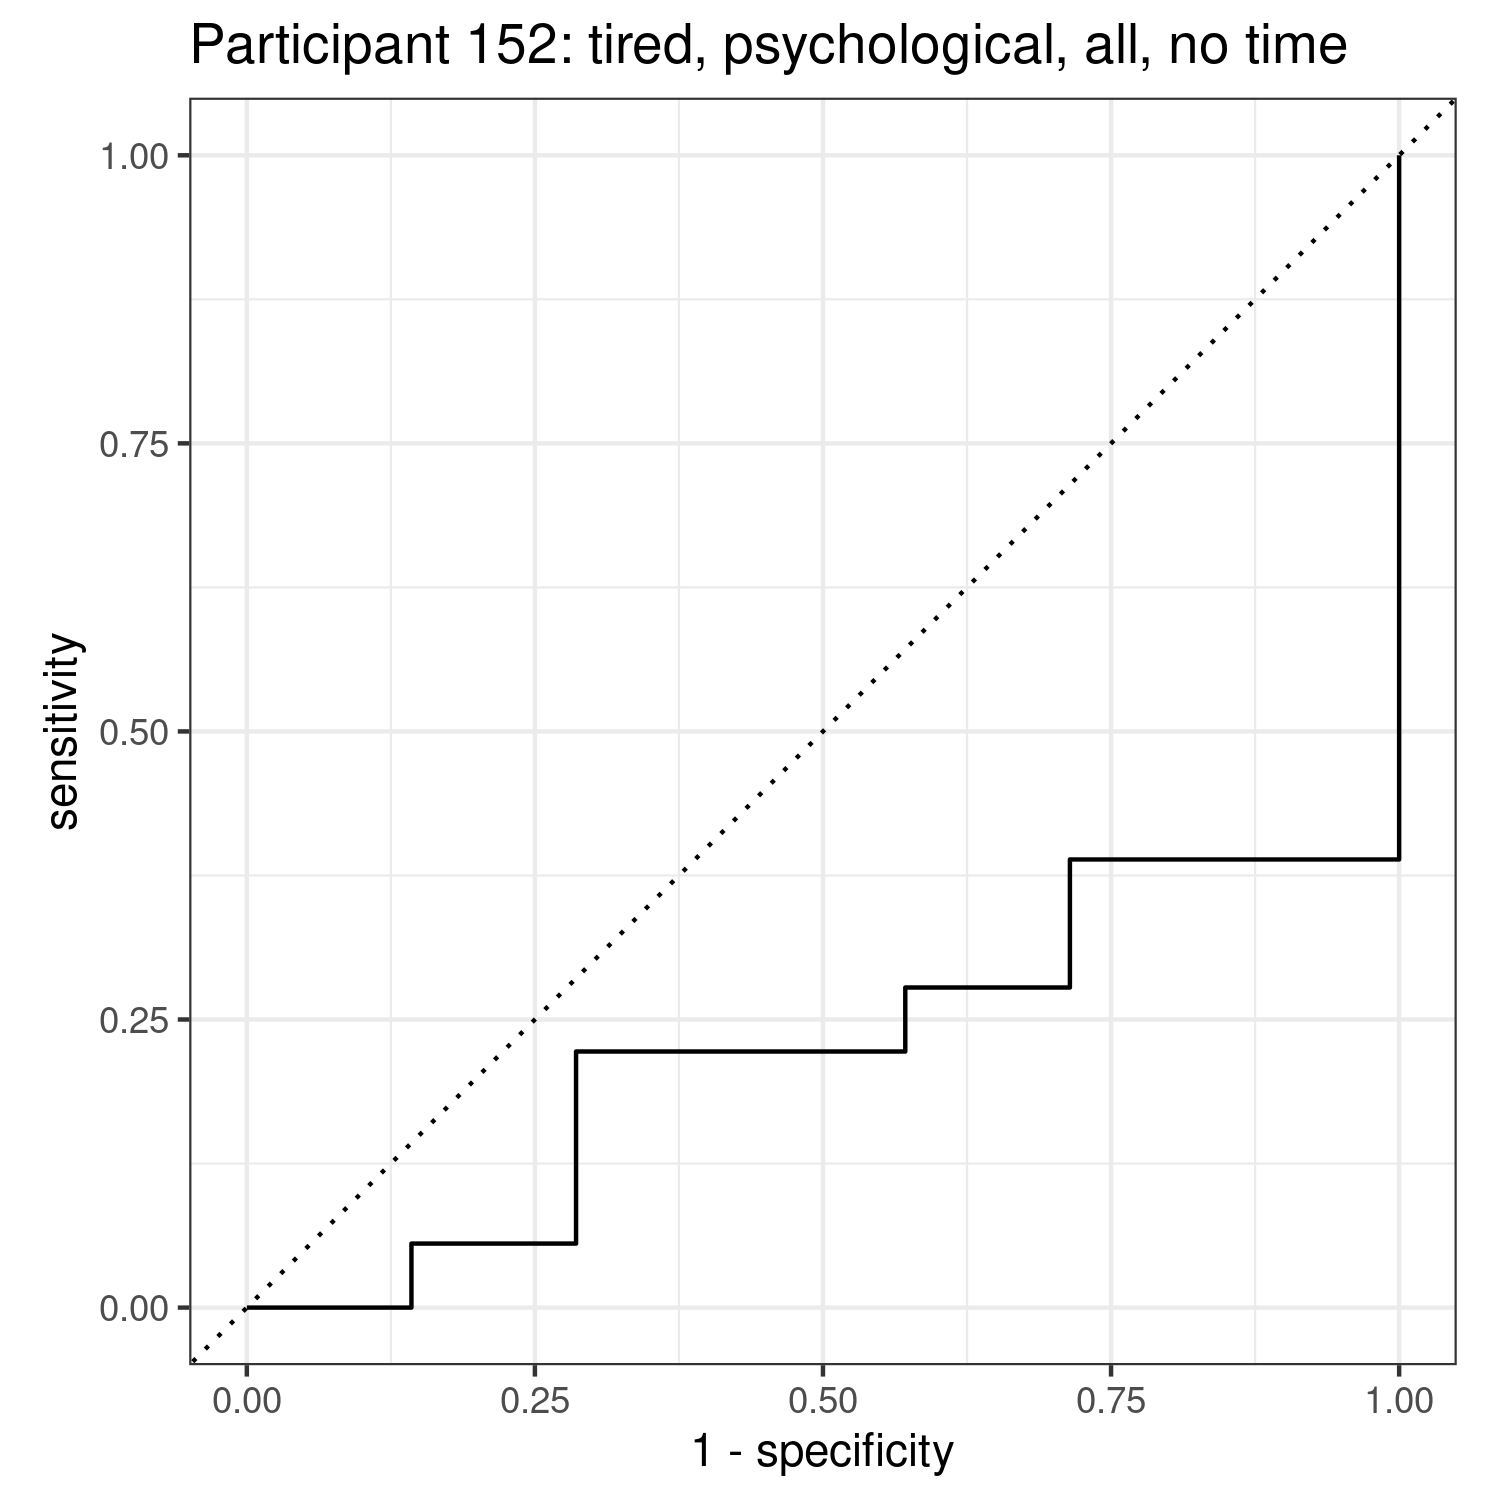 Participant 152: tired, psychological, all, no time
1.00
0.75
0.50
0.25
0.00
sensitivity
0.00 0.25 0.50 0.75 1.00
1 - specificity